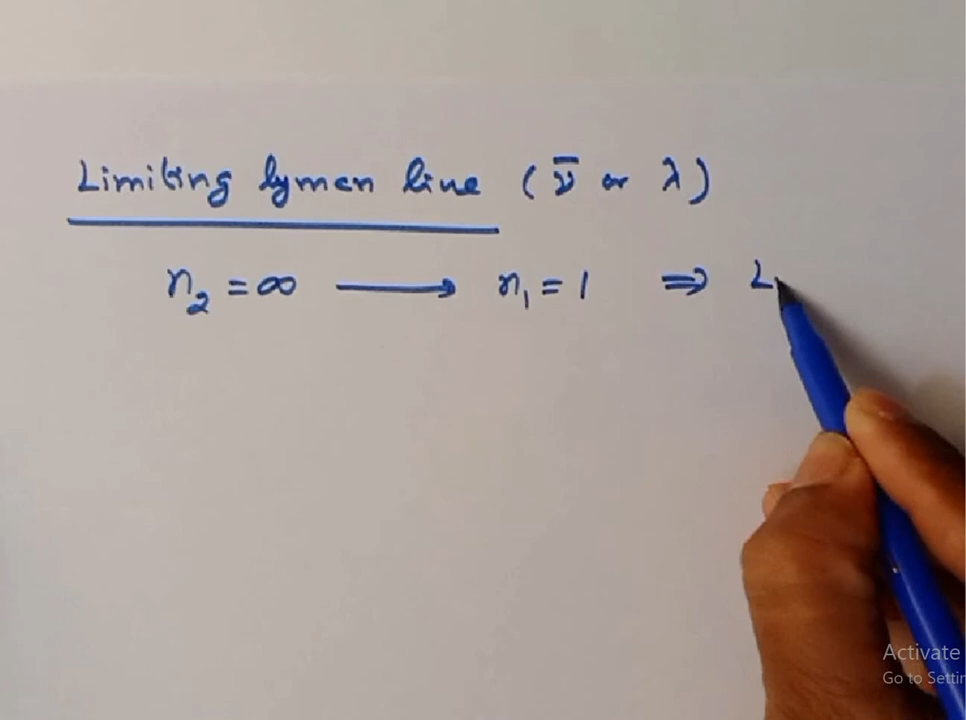 Limiting lymen line (ν̅ or λ)
n₂ = ∞ ⟶ n₁ = 1 ⇒ L
Activate
Go to Settin